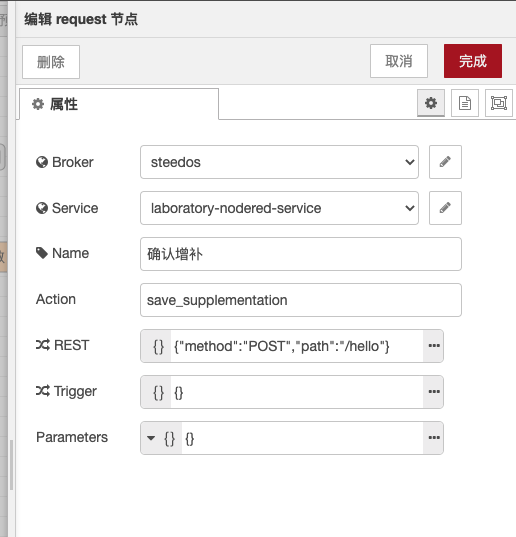 编辑 request 节点
删除
取消
完成
属性
Broker
steedos
Service
laboratory-nodered-service
Name
确认增补
Action
save_supplementation
REST
{} {"method":"POST","path":"/hello"}
Trigger
{} {}
Parameters
{} {}